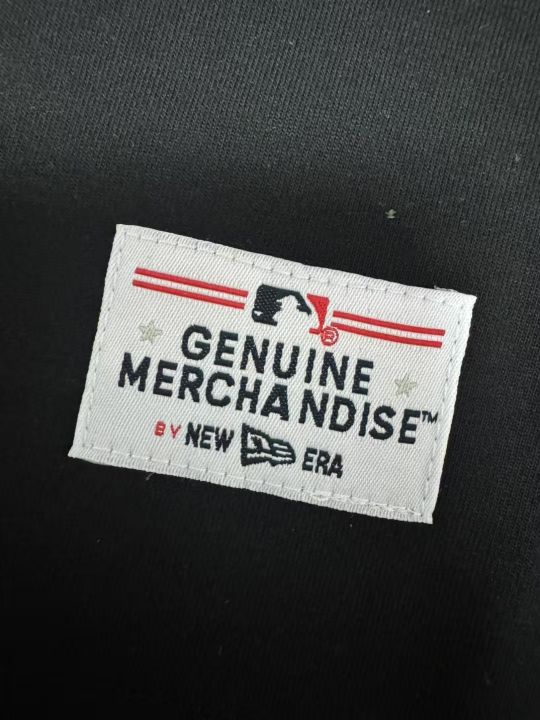 ®
GENUINE
MERCHANDISE™
BY NEW ERA